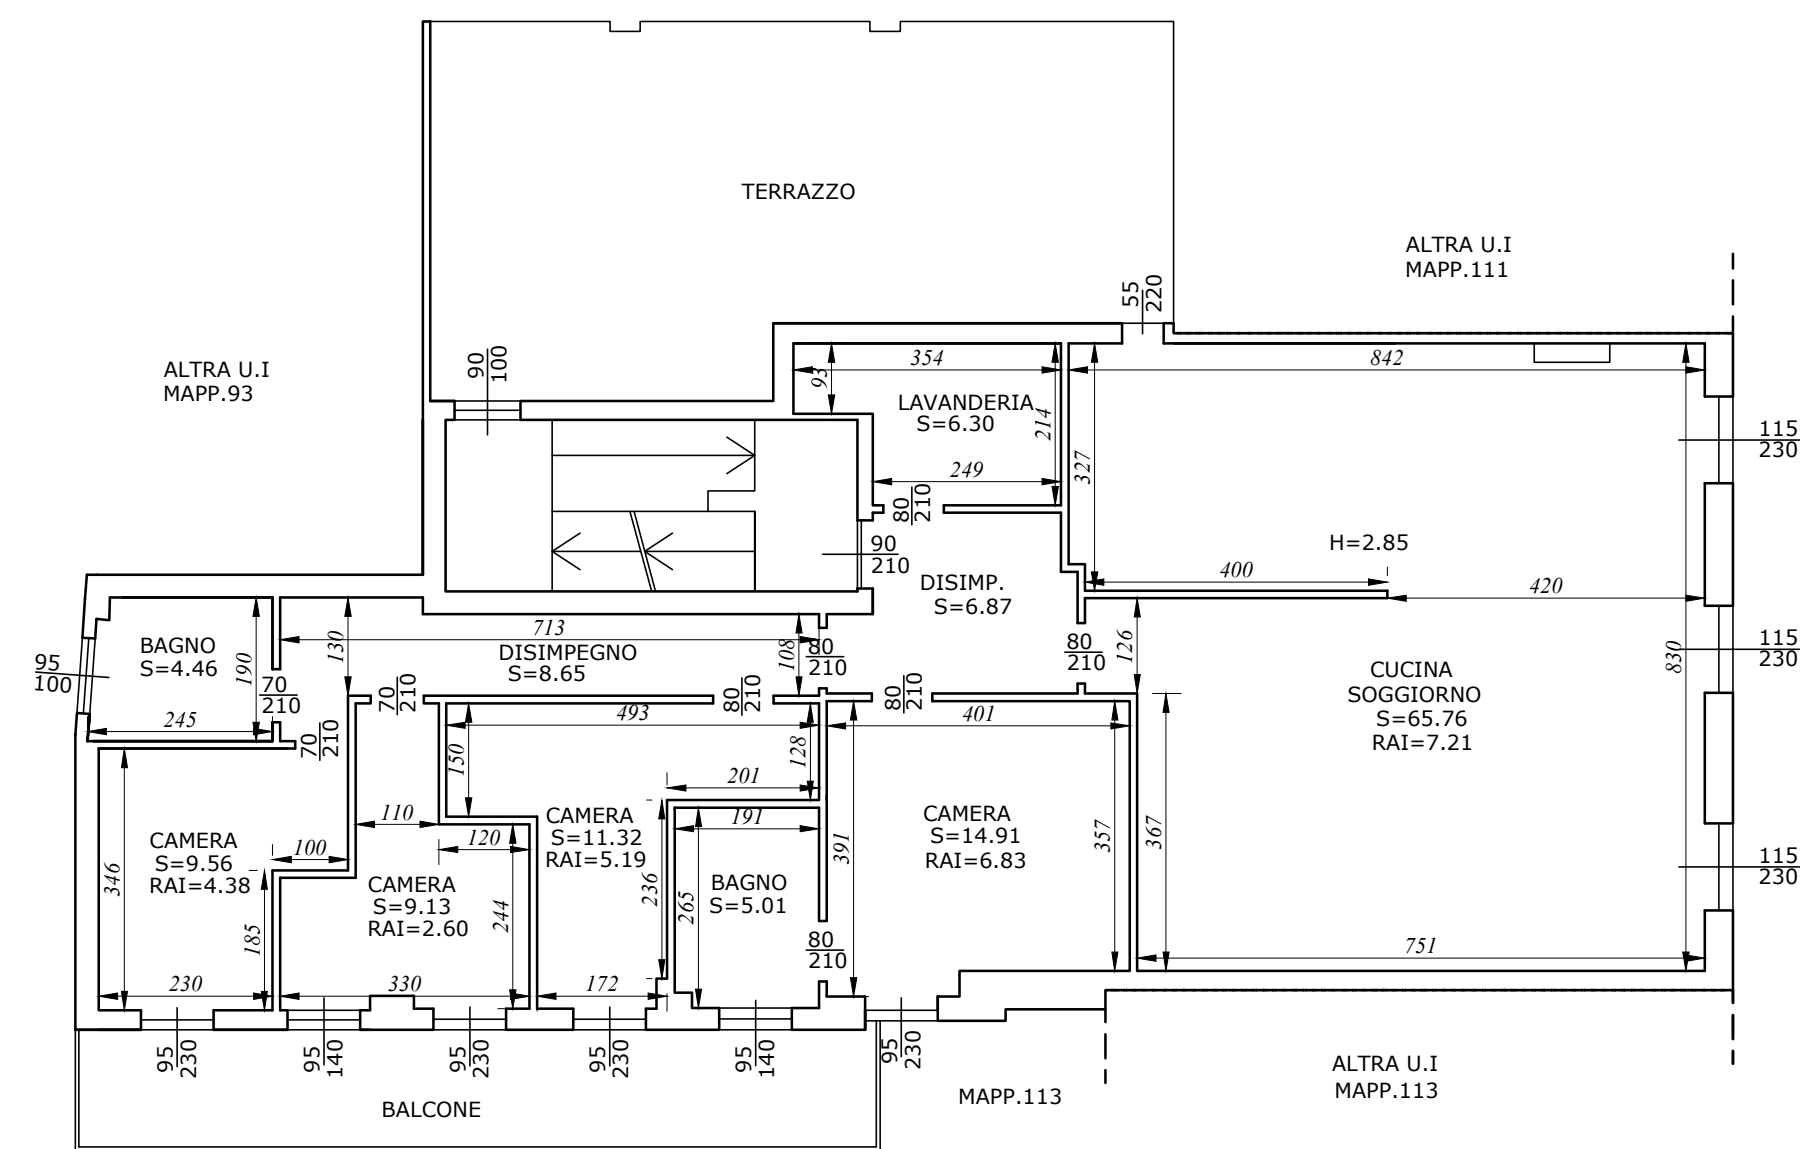 TERRAZZO
ALTRA U.I
MAPP.111
55
220
ALTRA U.I
MAPP.93
90
100
354
93
LAVANDERIA
S=6.30
214
249
842
327
115
230
80
210
90
210
H=2.85
400
420
DISIMP.
S=6.87
BAGNO
S=4.46
190
245
95
100
130
713
DISIMPEGNO
S=8.65
108
80
210
80
210
126
830
115
230
CUCINA
SOGGIORNO
S=65.76
RAI=7.21
70
210
70
210
70
210
80
210
80
210
493
150
128
201
401
110
120
100
CAMERA
S=9.56
RAI=4.38
346
185
230
CAMERA
S=9.13
RAI=2.60
244
330
CAMERA
S=11.32
RAI=5.19
236
172
191
BAGNO
S=5.01
265
80
210
391
CAMERA
S=14.91
RAI=6.83
357
367
115
230
751
95
230
95
140
95
230
95
230
95
140
95
230
BALCONE
MAPP.113
ALTRA U.I
MAPP.113